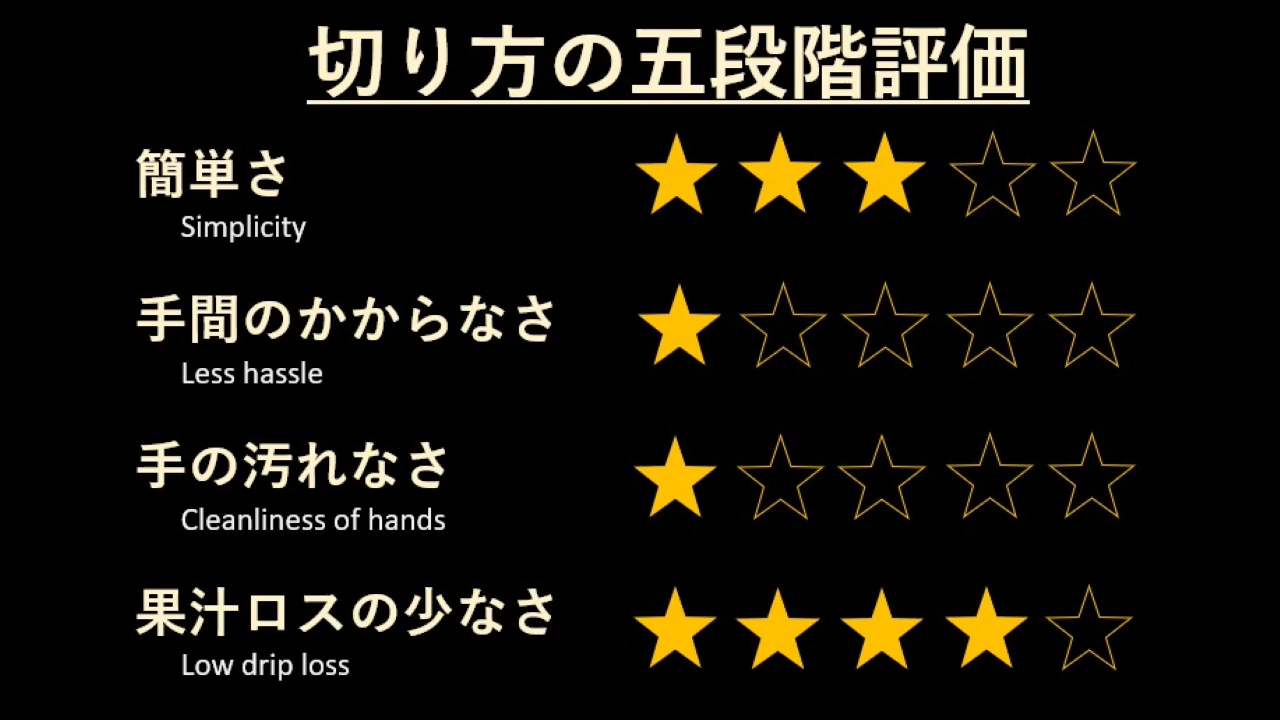 切り方の五段階評価
簡単さ
Simplicity
手間のかからなさ
Less hassle
手の汚れなさ
Cleanliness of hands
果汁ロスの少なさ
Low drip loss